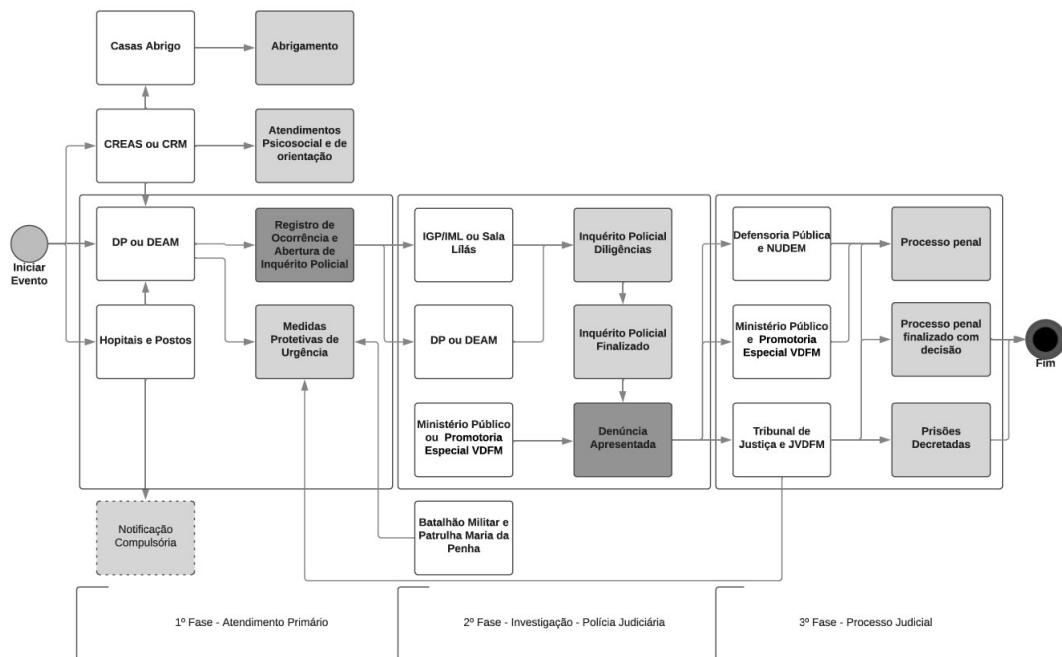 Casas Abrigo
Abrigamento
CREAS ou CRM
Atendimentos
Psicosocial e de
orientação
Iniciar
Evento
DP ou DEAM
Registro de
Ocorrência e
Abertura de
Inquérito Policial
Hopitais e Postos
Medidas
Protetivas de
Urgência
Notificação
Compulsória
IGP/IML ou Sala
Lílás
Inquérito Policial
Diligências
DP ou DEAM
Inquérito Policial
Finalizado
Ministério Público
ou Promotoria
Especial VDFM
Denúncia
Apresentada
Batalhão Militar e
Patrulha Maria da
Penha
Defensoria Pública
e NUDEM
Processo penal
Ministério Público
e Promotoria
Especial VDFM
Processo penal
finalizado com
decisão
Tribunal de
Justiça e JVDFM
Prisões
Decretadas
Fim
1º Fase - Atendimento Primário
2º Fase - Investigação - Polícia Judiciária
3º Fase - Processo Judicial